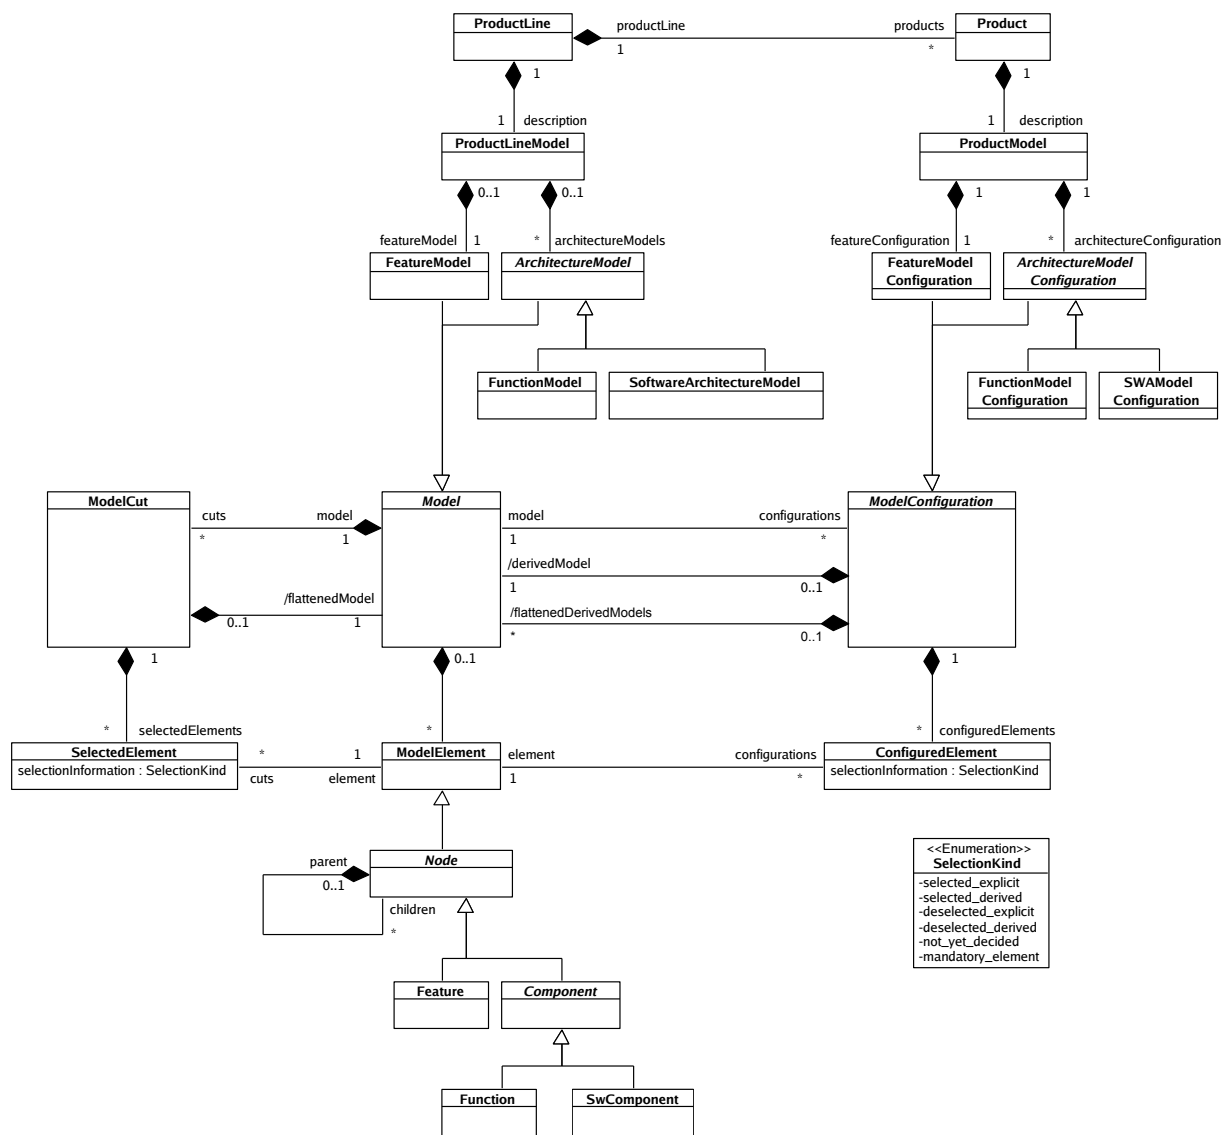 ProductLine
productLine
products
Product
1
*
1
1
1
description
1
description
ProductLineModel
ProductModel
0..1
0..1
1
1
featureModel
1
*
architectureModels
featureConfiguration
1
*
architectureConfiguration
FeatureModel
ArchitectureModel
FeatureModel
Configuration
ArchitectureModel
Configuration
FunctionModel
SoftwareArchitectureModel
FunctionModel
Configuration
SWAModel
Configuration
ModelCut
Model
ModelConfiguration
cuts
model
model
configurations
*
1
1
*
/derivedModel
1
0..1
/flattenedModel
/flattenedDerivedModels
0..1
1
*
0..1
1
0..1
1
*
selectedElements
*
*
configuredElements
SelectedElement
selectionInformation : SelectionKind
*
1
ModelElement
element
configurations
ConfiguredElement
selectionInformation : SelectionKind
cuts
element
1
*
parent
0..1
Node
children
*
<<Enumeration>>
SelectionKind
-selected_explicit
-selected_derived
-deselected_explicit
-deselected_derived
-not_yet_decided
-mandatory_element
Feature
Component
Function
SwComponent